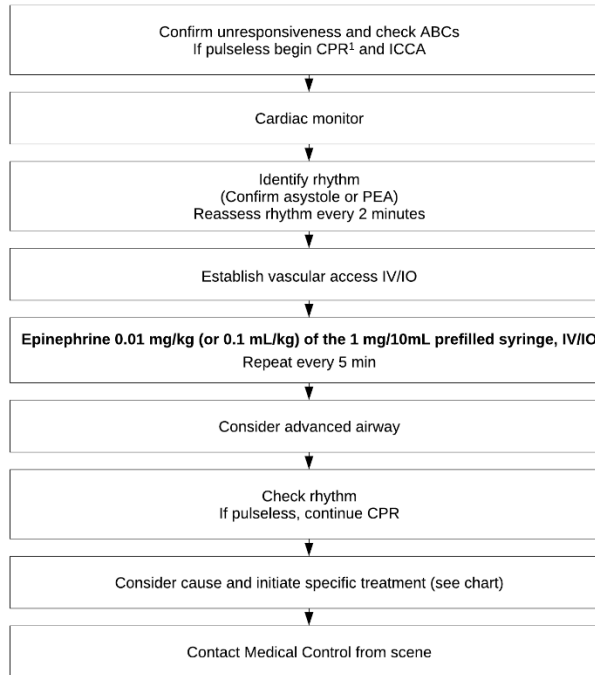 Confirm unresponsiveness and check ABCs
If pulseless begin CPR¹ and ICCA
Cardiac monitor
Identify rhythm
(Confirm asystole or PEA)
Reassess rhythm every 2 minutes
Establish vascular access IV/IO
Epinephrine 0.01 mg/kg (or 0.1 mL/kg) of the 1 mg/10mL prefilled syringe, IV/IO
Repeat every 5 min
Consider advanced airway
Check rhythm
If pulseless, continue CPR
Consider cause and initiate specific treatment (see chart)
Contact Medical Control from scene